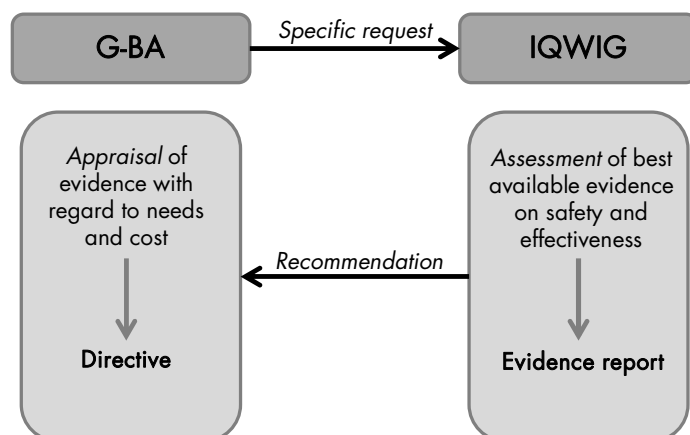 G-BA
Specific request
IQWIG
Appraisal of
evidence with
regard to needs
and cost
Directive
Recommendation
Assessment of best
available evidence
on safety and
effectiveness
Evidence report